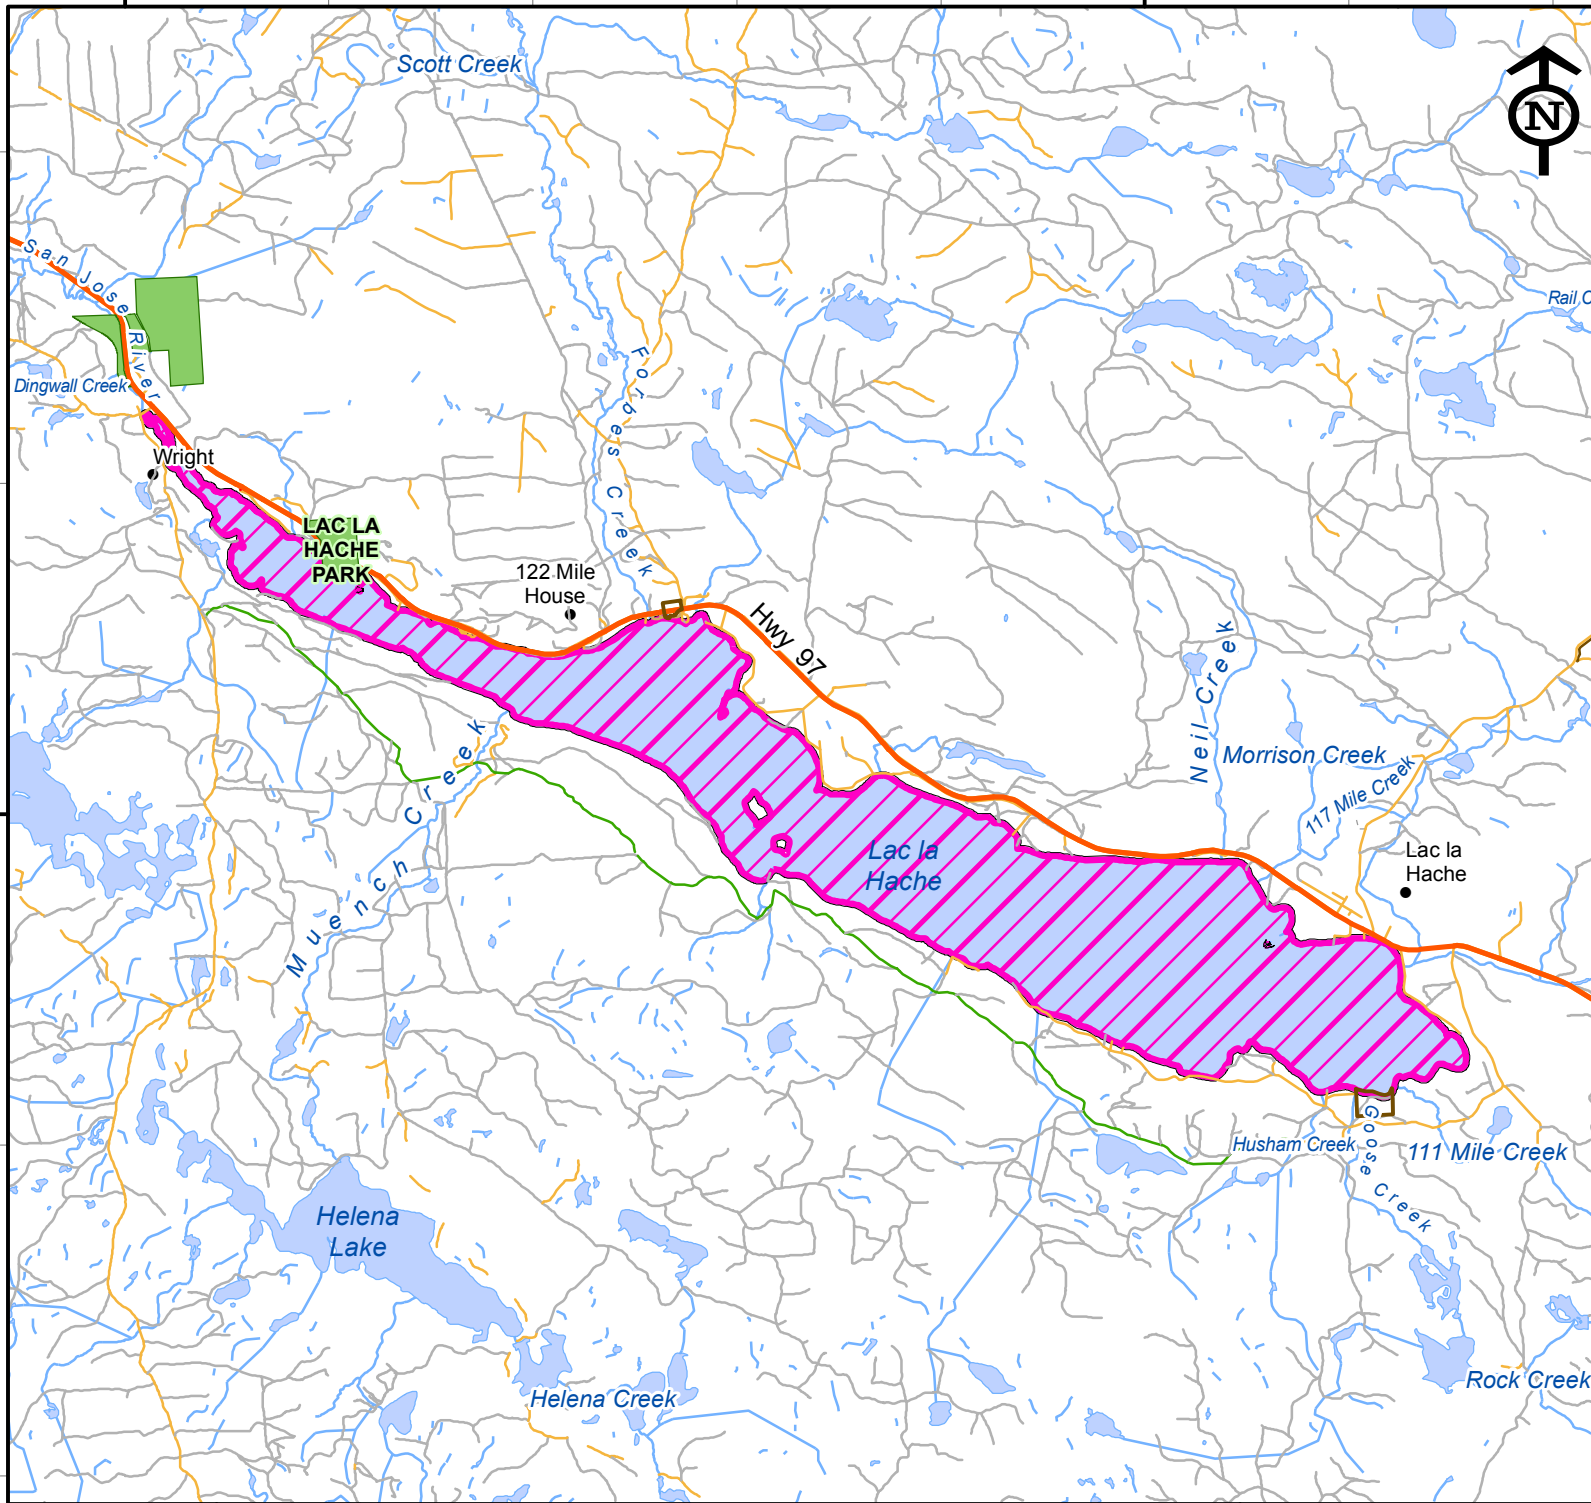 Scott Creek
N
San Jose River
Rail C
Forbes Creek
Dingwall Creek
Wright
LAC LA
HACHE
PARK
122 Mile
House
Hwy 97
Neil Creek
Morrison Creek
117 Mile Creek
Muench Creek
Lac la
Hache
Lac la
Hache
Goose Creek
Husham Creek
111 Mile Creek
Helena
Lake
Helena Creek
Rock Creek